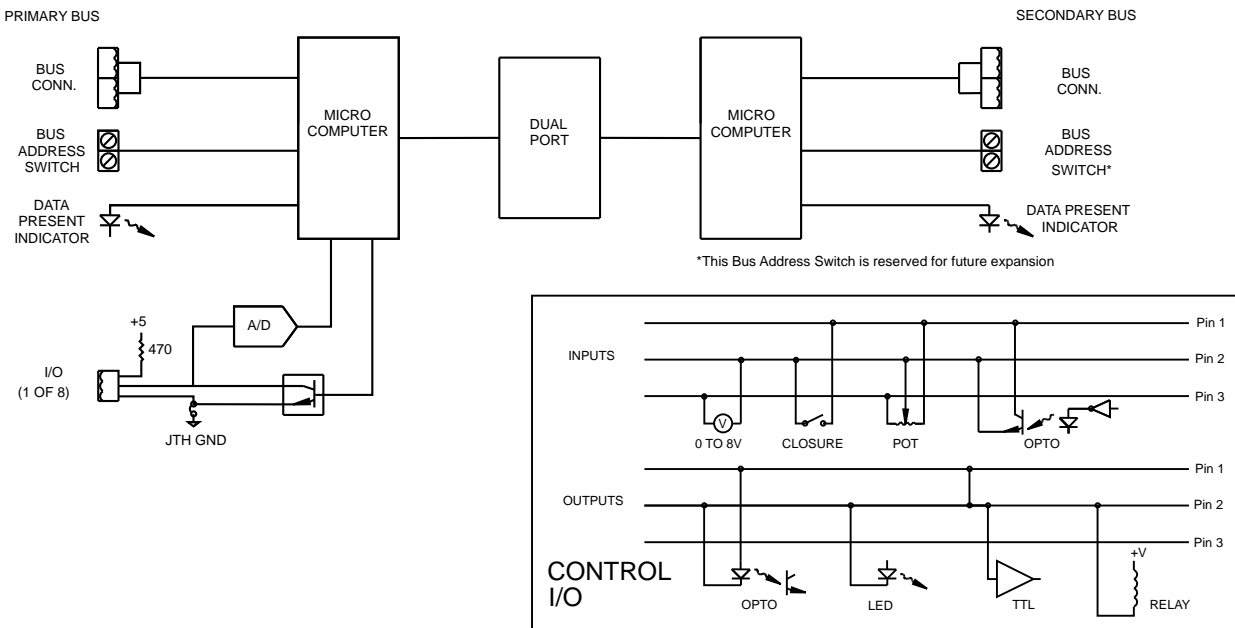 PRIMARY BUS
SECONDARY BUS
BUS
CONN.
BUS
ADDRESS
SWITCH
DATA
PRESENT
INDICATOR
MICRO
COMPUTER
DUAL
PORT
MICRO
COMPUTER
BUS
CONN.
BUS
ADDRESS
SWITCH*
DATA PRESENT
INDICATOR
*This Bus Address Switch is reserved for future expansion
+5
470
A/D
I/O
(1 OF 8)
JTH GND
INPUTS
Pin 1
Pin 2
Pin 3
V
0 TO 8V
CLOSURE
POT
OPTO
OUTPUTS
Pin 1
Pin 2
Pin 3
+V
OPTO
LED
TTL
RELAY
CONTROL
I/O